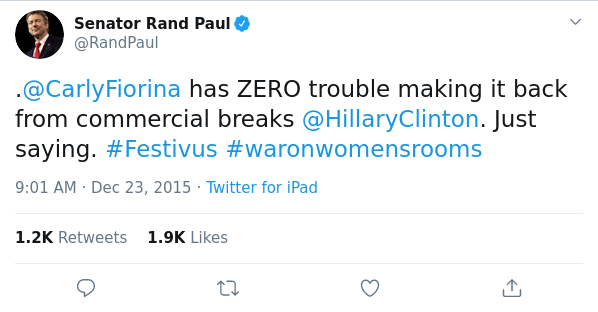 Senator Rand Paul
@RandPaul
.@CarlyFiorina has ZERO trouble making it back
from commercial breaks @HillaryClinton. Just
saying. #Festivus #waronwomensrooms
9:01 AM · Dec 23, 2015 · Twitter for iPad
1.2K Retweets 1.9K Likes